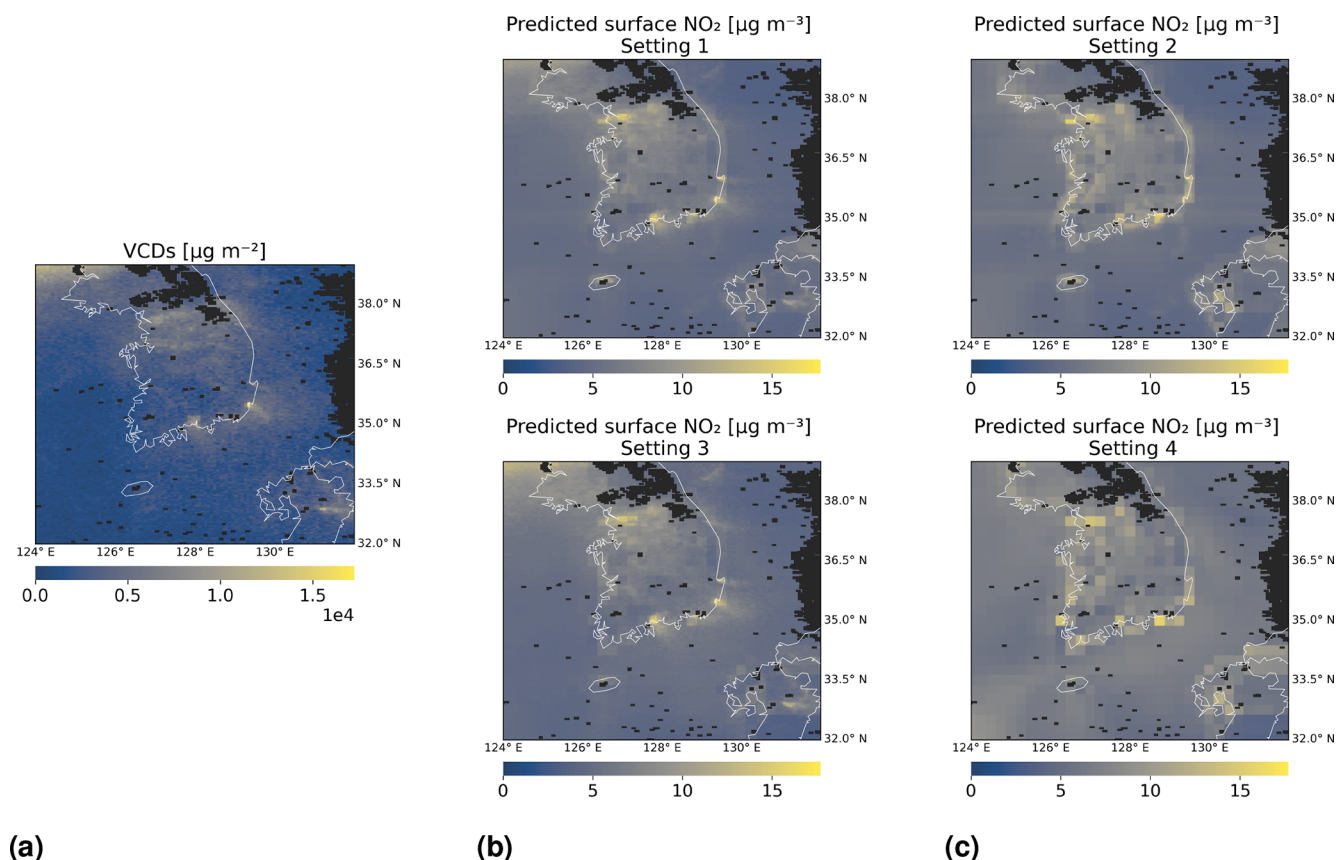 VCDs [µg m⁻²]
38.0° N
36.5° N
35.0° N
33.5° N
32.0° N
124° E 126° E 128° E 130° E
0.0 0.5 1.0 1.5
1e4
(a)
Predicted surface NO₂ [µg m⁻³]
Setting 1
38.0° N
36.5° N
35.0° N
33.5° N
32.0° N
124° E 126° E 128° E 130° E
0 5 10 15
Predicted surface NO₂ [µg m⁻³]
Setting 3
38.0° N
36.5° N
35.0° N
33.5° N
32.0° N
124° E 126° E 128° E 130° E
0 5 10 15
(b)
Predicted surface NO₂ [µg m⁻³]
Setting 2
38.0° N
36.5° N
35.0° N
33.5° N
32.0° N
124° E 126° E 128° E 130° E
0 5 10 15
Predicted surface NO₂ [µg m⁻³]
Setting 4
38.0° N
36.5° N
35.0° N
33.5° N
32.0° N
124° E 126° E 128° E 130° E
0 5 10 15
(c)